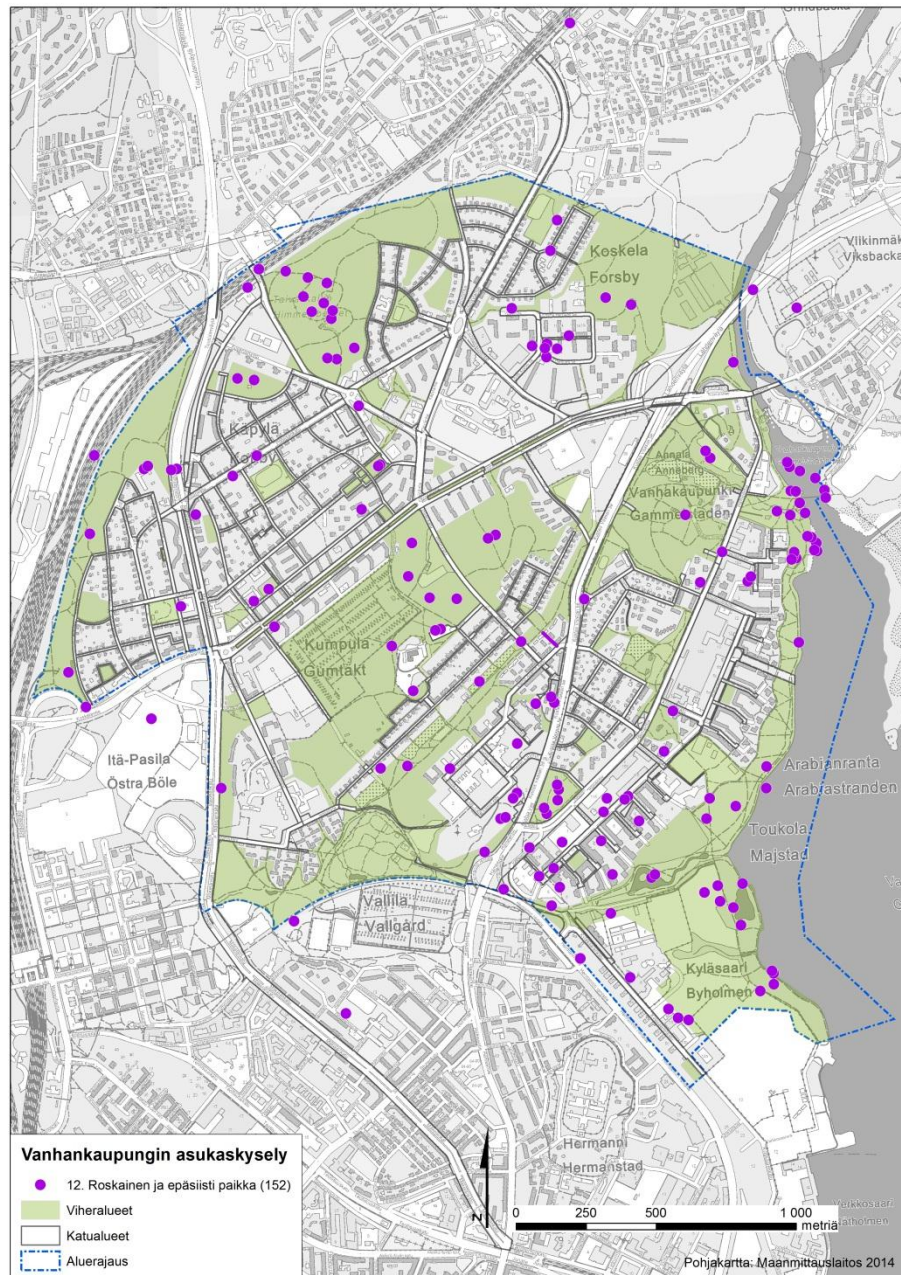 Koskela
Forsby
Viikinmäk
Viksbacka
Käpylä
Annala
Anneberg
Vanhakaupunki
Gammelstaden
Kumpula
Gumtäkt
Itä-Pasila
Östra Böle
Arabianranta
Arabiastranden
Toukola
Majstad
Vallila
Vallgård
Kyläsaari
Byholmen
Hermanni
Hermanstad
Vanhankaupungin asukaskysely
12. Roskainen ja epäsiisti paikka (152)
Viheralueet
Katualueet
Aluerajaus
N
0 250 500 1 000
metriä
Pohjakartta: Maanmittauslaitos 2014